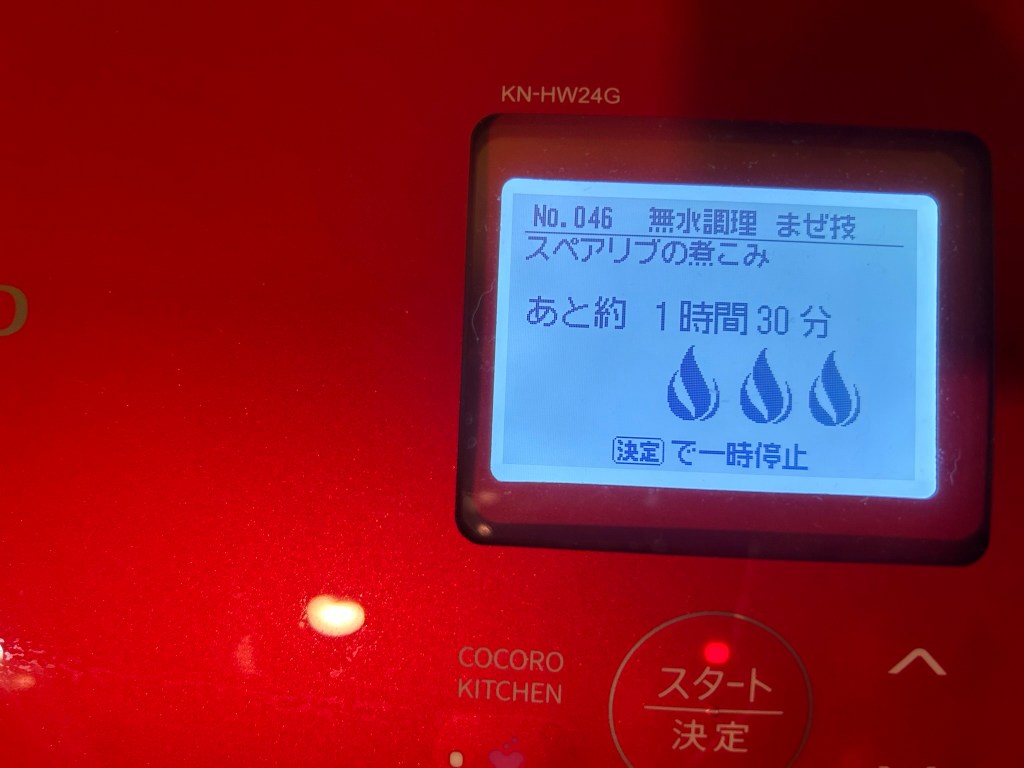 KN-HW24G
No.046 無水調理 まぜ技
スペアリブの煮こみ
あと約 1時間30分
決定で一時停止
COCORO
KITCHEN
スタート
決定